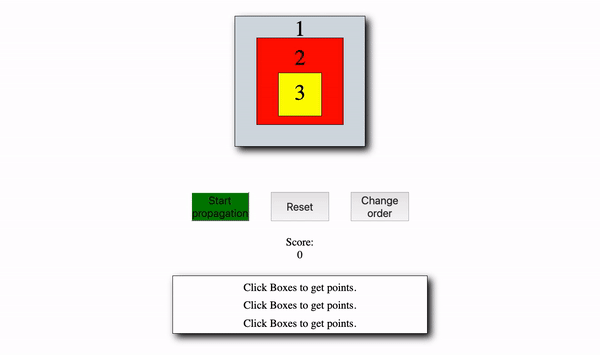 1
2
3
Start
propagation
Reset
Change
order
Score:
0
Click Boxes to get points.
Click Boxes to get points.
Click Boxes to get points.